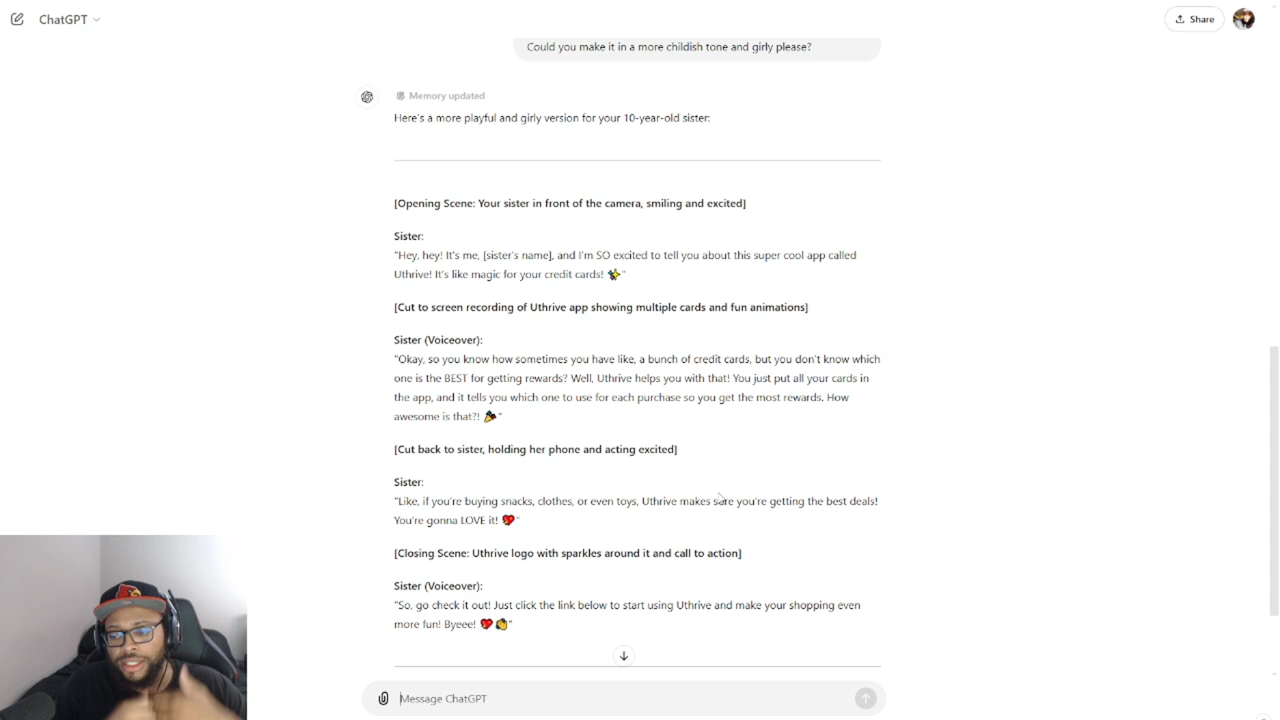 ChatGPT
Share
Could you make it in a more childish tone and girly please?
Memory updated
Here's a more playful and girly version for your 10-year-old sister:
[Opening Scene: Your sister in front of the camera, smiling and excited]
Sister:
"Hey, hey! It's me, [sister's name], and I'm SO excited to tell you about this super cool app called
Uthrive! It's like magic for your credit cards! ✨"
[Cut to screen recording of Uthrive app showing multiple cards and fun animations]
Sister (Voiceover):
"Okay, so you know how sometimes you have like, a bunch of credit cards, but you don't know which
one is the BEST for getting rewards? Well, Uthrive helps you with that! You just put all your cards in
the app, and it tells you which one to use for each purchase so you get the most rewards. How
awesome is that?! 🎉"
[Cut back to sister, holding her phone and acting excited]
Sister:
"Like, if you're buying snacks, clothes, or even toys, Uthrive makes sure you're getting the best deals!
You're gonna LOVE it! 💖"
[Closing Scene: Uthrive logo with sparkles around it and call to action]
Sister (Voiceover):
"So, go check it out! Just click the link below to start using Uthrive and make your shopping even
more fun! Byeee! 💖👏"
Message ChatGPT